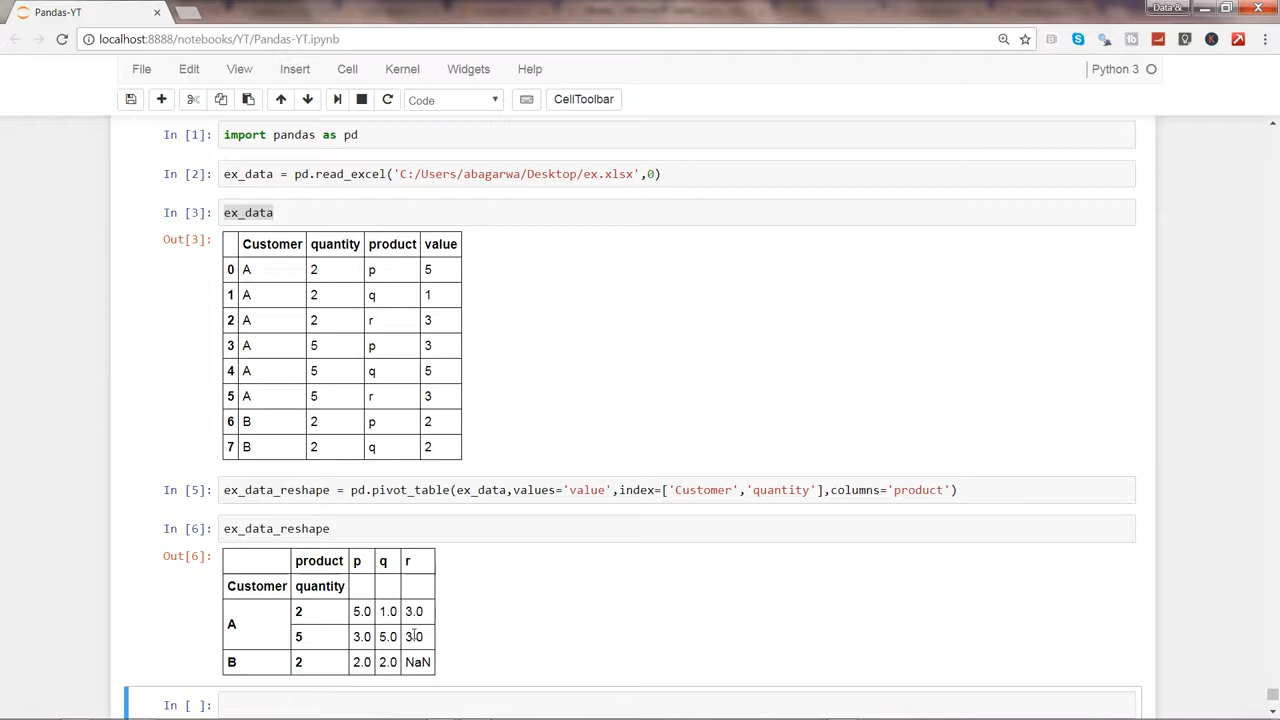 Pandas-YT
Data &
localhost:8888/notebooks/YT/Pandas-YT.ipynb
File Edit View Insert Cell Kernel Widgets Help Python 3
Code CellToolbar
In [1]: import pandas as pd
In [2]: ex_data = pd.read_excel('C:/Users/abagarwa/Desktop/ex.xlsx',0)
In [3]: ex_data
Out[3]:
Customer quantity product value
0 A 2 p 5
1 A 2 q 1
2 A 2 r 3
3 A 5 p 3
4 A 5 q 5
5 A 5 r 3
6 B 2 p 2
7 B 2 q 2
In [5]: ex_data_reshape = pd.pivot_table(ex_data,values='value',index=['Customer','quantity'],columns='product')
In [6]: ex_data_reshape
Out[6]:
product p q r
Customer quantity
A 2 5.0 1.0 3.0
5 3.0 5.0 3.0
B 2 2.0 2.0 NaN
In [ ]: